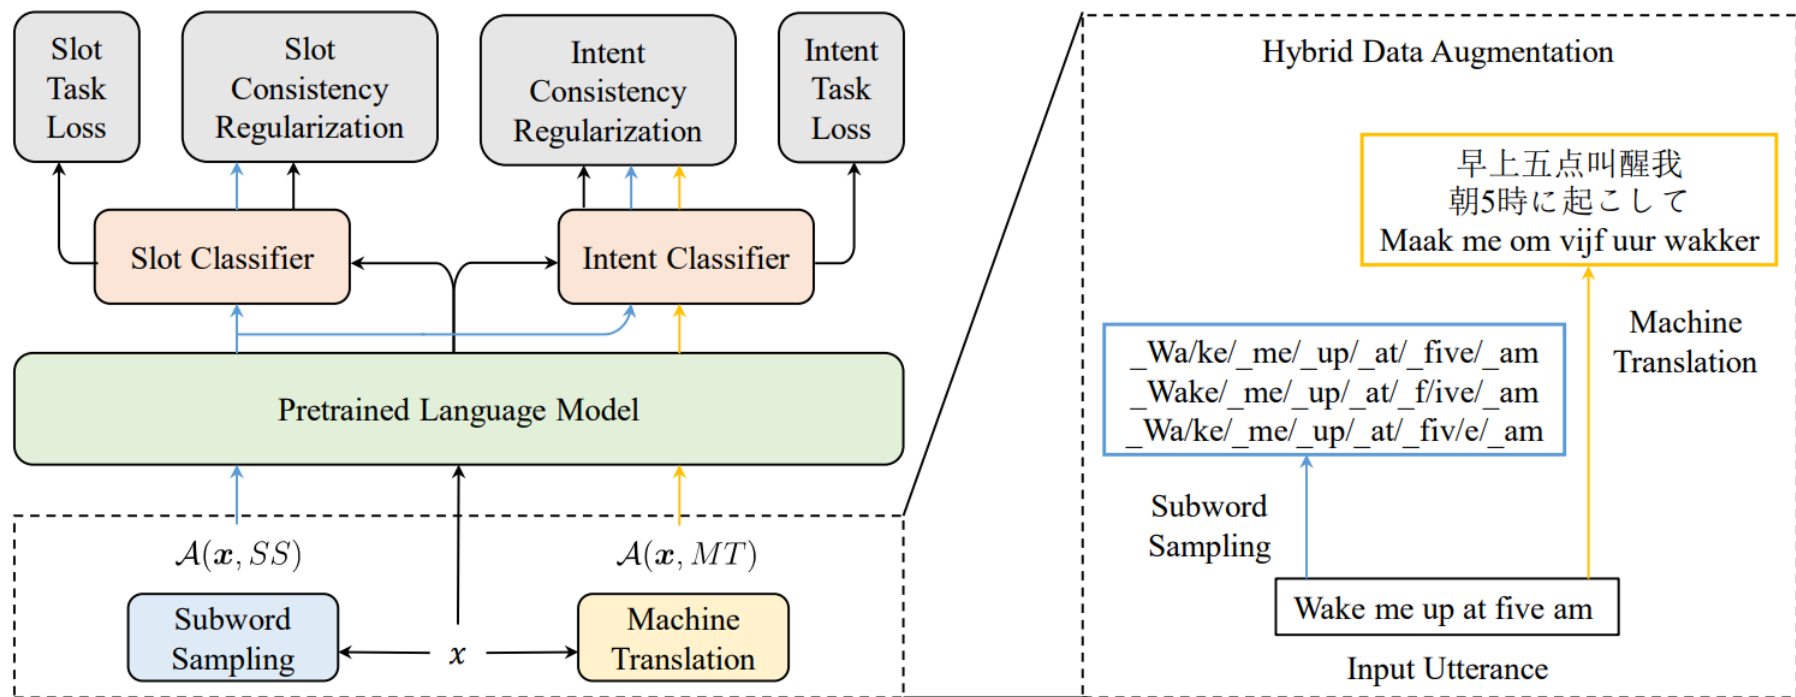 Slot
Task
Loss
Slot
Consistency
Regularization
Intent
Consistency
Regularization
Intent
Task
Loss
Slot Classifier
Intent Classifier
Pretrained Language Model
𝒜(𝒙, SS)
𝒜(𝒙, MT)
Subword
Sampling
x
Machine
Translation
Hybrid Data Augmentation
早上五点叫醒我
朝5時に起こして
Maak me om vijf uur wakker
Machine
Translation
_Wa/ke/_me/_up/_at/_five/_am
_Wake/_me/_up/_at/_f/ive/_am
_Wa/ke/_me/_up/_at/_fiv/e/_am
Subword
Sampling
Wake me up at five am
Input Utterance